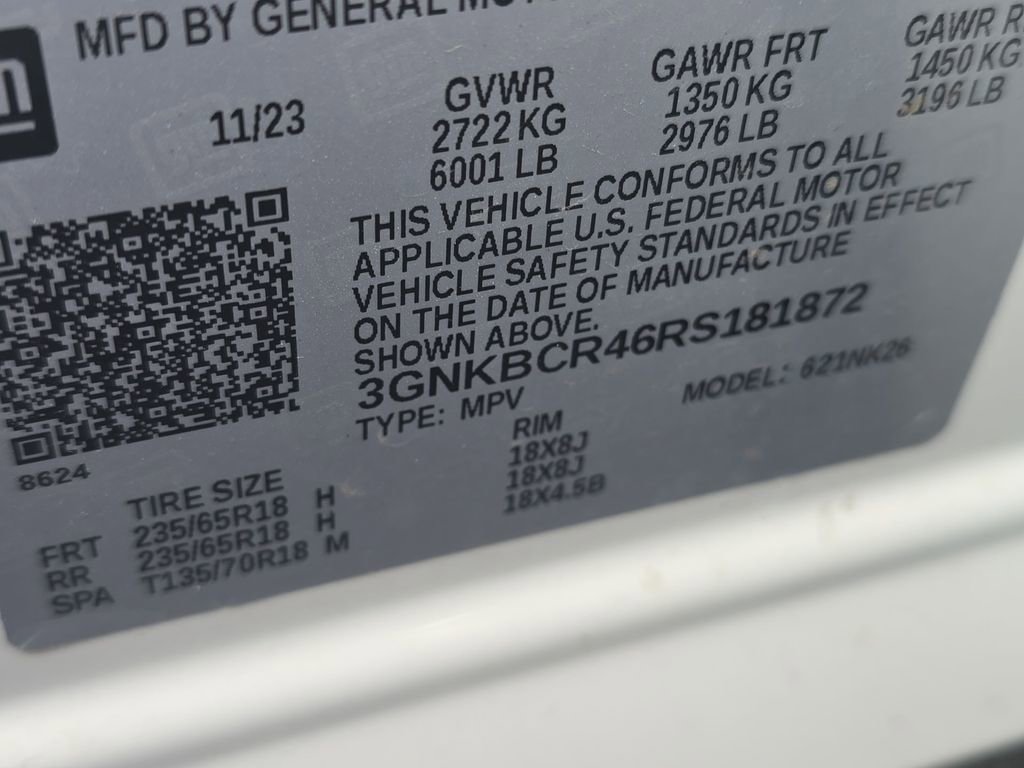 GM
MFD BY GENERAL
11/23
GVWR
2722 KG
6001 LB
GAWR FRT
1350 KG
2976 LB
GAWR
1450 KG
3196 LB
THIS VEHICLE CONFORMS TO ALL
APPLICABLE U.S. FEDERAL MOTOR
VEHICLE SAFETY STANDARDS IN EFFECT
ON THE DATE OF MANUFACTURE
SHOWN ABOVE.
3GNKBCR46RS181872
TYPE: MPV
MODEL: 621NK26
8624
TIRE SIZE
RIM
FRT 235/65R18 H 18X8J
RR 235/65R18 H 18X8J
SPA T135/70R18 M 18X4.5B